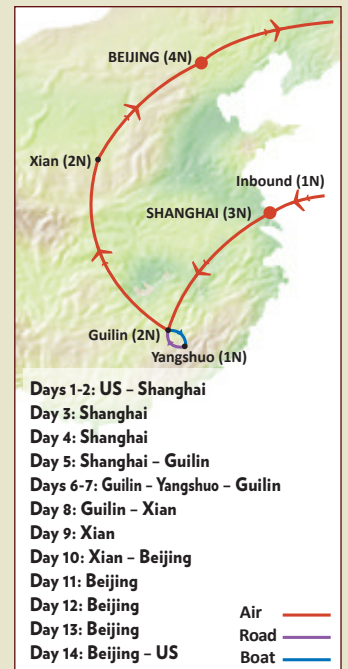 BEIJING (4N)
Xian (2N)
Inbound (1N)
SHANGHAI (3N)
Guilin (2N)
Yangshuo (1N)
Days 1-2: US – Shanghai
Day 3: Shanghai
Day 4: Shanghai
Day 5: Shanghai – Guilin
Days 6-7: Guilin – Yangshuo – Guilin
Day 8: Guilin – Xian
Day 9: Xian
Day 10: Xian – Beijing
Day 11: Beijing
Day 12: Beijing
Day 13: Beijing
Day 14: Beijing – US
Air
Road
Boat